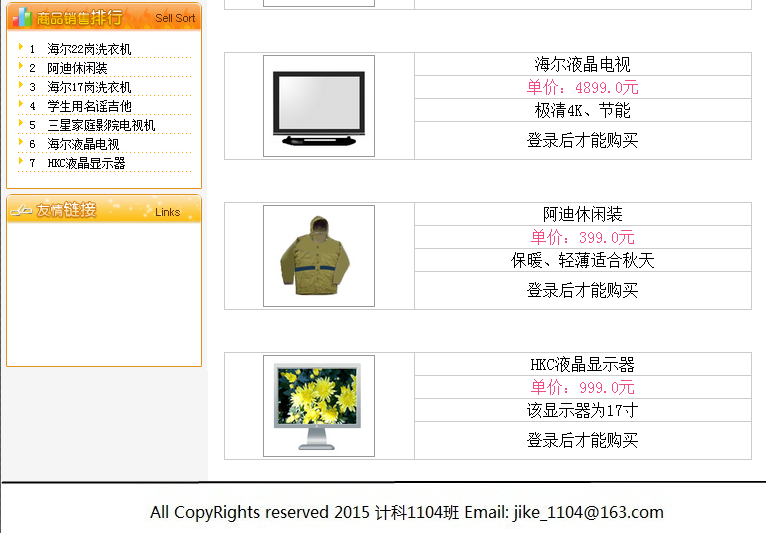 商品销售排行 Sell Sort
1 海尔22岗洗衣机
2 阿迪休闲装
3 海尔17岗洗衣机
4 学生用名谣吉他
5 三星家庭影院电视机
6 海尔液晶电视
7 HKC液晶显示器
友情链接 Links
海尔液晶电视
单价：4899.0元
极清4K、节能
登录后才能购买
阿迪休闲装
单价：399.0元
保暖、轻薄适合秋天
登录后才能购买
HKC液晶显示器
单价：999.0元
该显示器为17寸
登录后才能购买
All CopyRights reserved 2015 计科1104班 Email: jike_1104@163.com